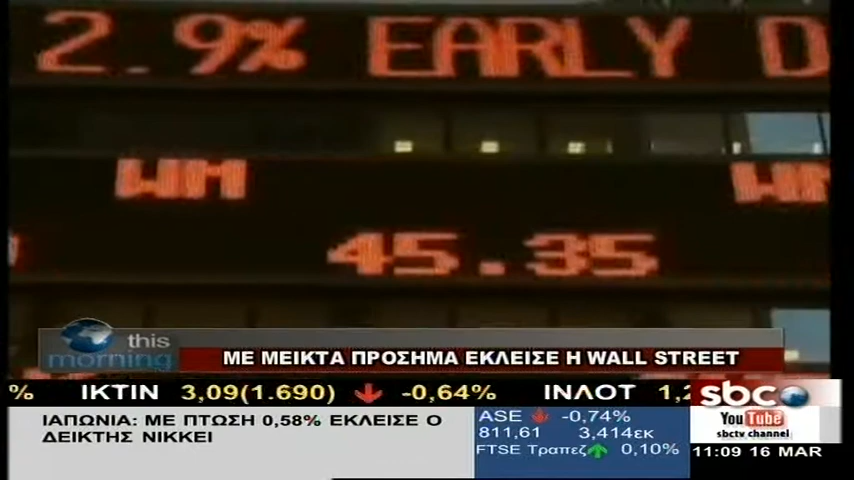 2.9% EARLY
WM
45.35
this
morning
ΜΕ ΜΕΙΚΤΑ ΠΡΟΣΗΜΑ ΕΚΛΕΙΣΕ Η WALL STREET
% ΙΚΤΙΝ 3,09(1.690) -0,64% ΙΝΛΟΤ 1,2
sbc
ΙΑΠΩΝΙΑ: ΜΕ ΠΤΩΣΗ 0,58% ΕΚΛΕΙΣΕ Ο
ΔΕΙΚΤΗΣ ΝΙΚΚΕΙ
ASE -0,74%
811,61 3,414εκ
FTSE Τραπεζ 0,10%
YouTube
sbctv channel
11:09 16 MAR